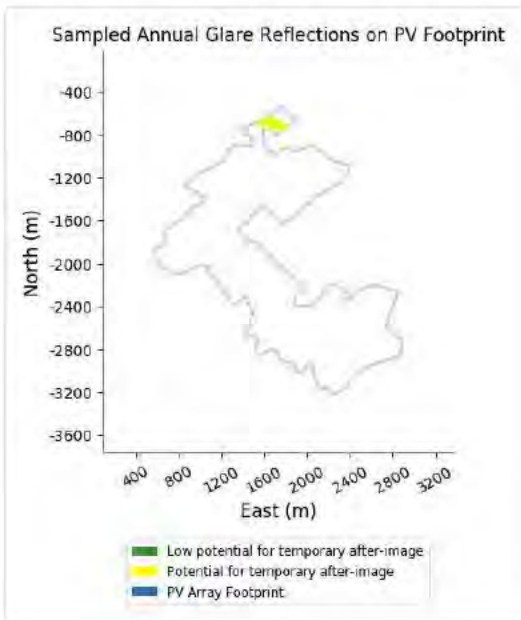 Sampled Annual Glare Reflections on PV Footprint
-400
-800
-1200
-1600
-2000
-2400
-2800
-3200
-3600
North (m)
400
800
1200
1600
2000
2400
2800
3200
East (m)
Low potential for temporary after-image
Potential for temporary after-image
PV Array Footprint